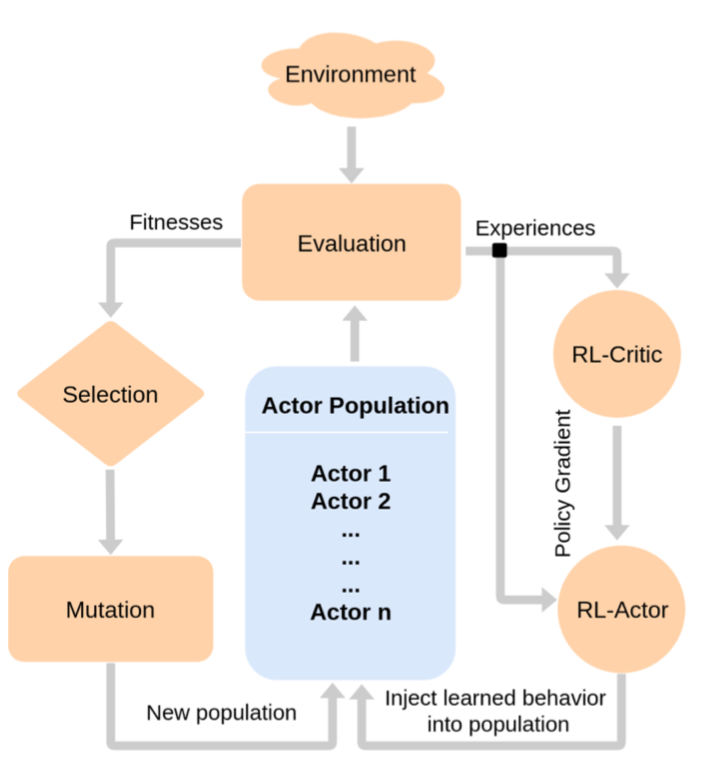 Environment
Fitnesses
Evaluation
Experiences
Selection
RL-Critic
Actor Population
Actor 1
Actor 2
...
...
...
Actor n
Policy Gradient
Mutation
RL-Actor
New population
Inject learned behavior
into population